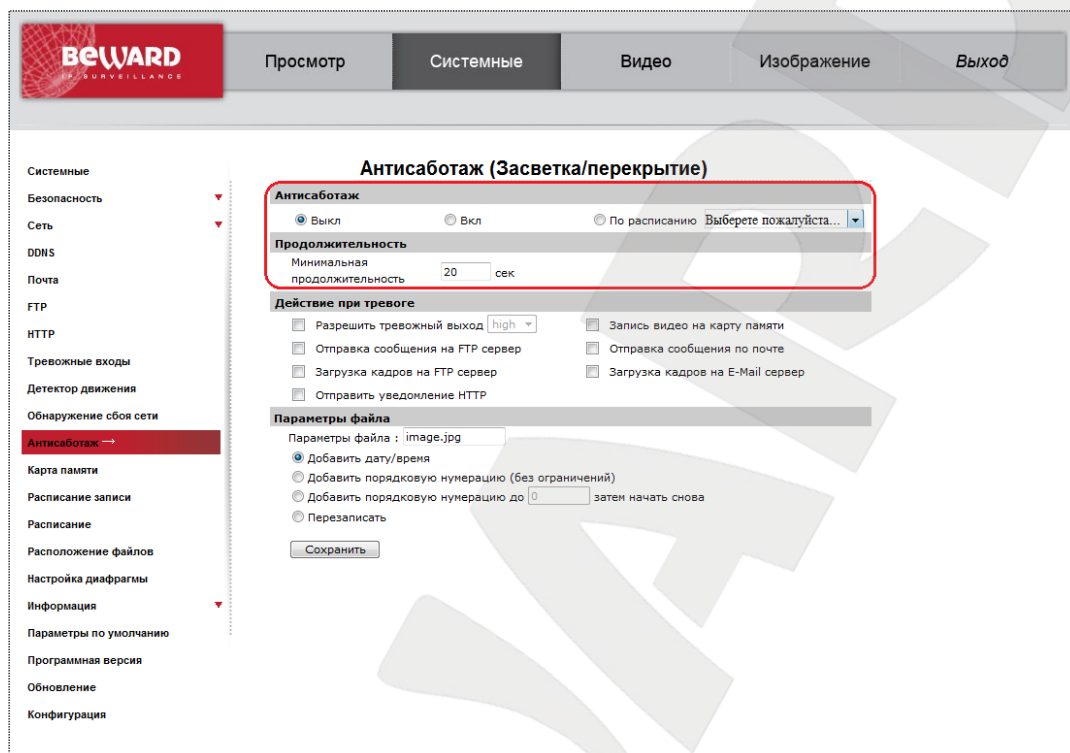 BEWARD
IP SURVEILLANCE
Просмотр
Системные
Видео
Изображение
Выход
Системные
Безопасность
Сеть
DDNS
Почта
FTP
HTTP
Тревожные входы
Детектор движения
Обнаружение сбоя сети
Антисаботаж →
Карта памяти
Расписание записи
Расписание
Расположение файлов
Настройка диафрагмы
Информация
Параметры по умолчанию
Программная версия
Обновление
Конфигурация
Антисаботаж (Засветка/перекрытие)
Антисаботаж
Выкл Вкл По расписанию Выберете пожалуйста...
Продолжительность
Минимальная
продолжительность 20 сек
Действие при тревоге
Разрешить тревожный выход high Запись видео на карту памяти
Отправка сообщения на FTP сервер Отправка сообщения по почте
Загрузка кадров на FTP сервер Загрузка кадров на E-Mail сервер
Отправить уведомление HTTP
Параметры файла
Параметры файла : image.jpg
Добавить дату/время
Добавить порядковую нумерацию (без ограничений)
Добавить порядковую нумерацию до 0 затем начать снова
Перезаписать
Сохранить